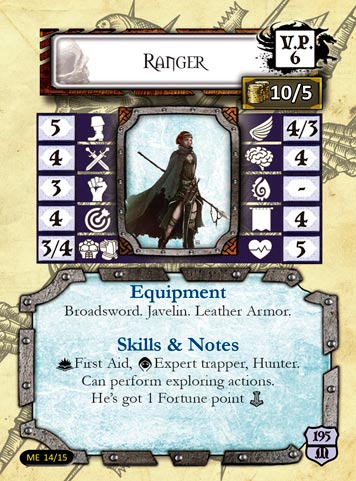 Ranger
V.P.
6
10/5
5
4/3
4
4
3
-
4
4
3/4
5
Equipment
Broadsword. Javelin. Leather Armor.
Skills & Notes
First Aid, Expert trapper, Hunter.
Can perform exploring actions.
He's got 1 Fortune point
195
M
ME 14/15